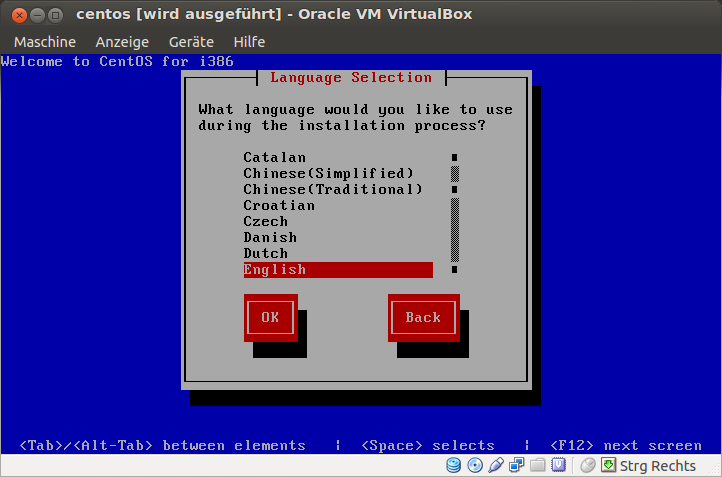 centos [wird ausgeführt] - Oracle VM VirtualBox
Maschine Anzeige Geräte Hilfe
Welcome to CentOS for i386
Language Selection
What language would you like to use
during the installation process?
Catalan
Chinese(Simplified)
Chinese(Traditional)
Croatian
Czech
Danish
Dutch
English
OK Back
<Tab>/<Alt-Tab> between elements | <Space> selects | <F12> next screen
Strg Rechts